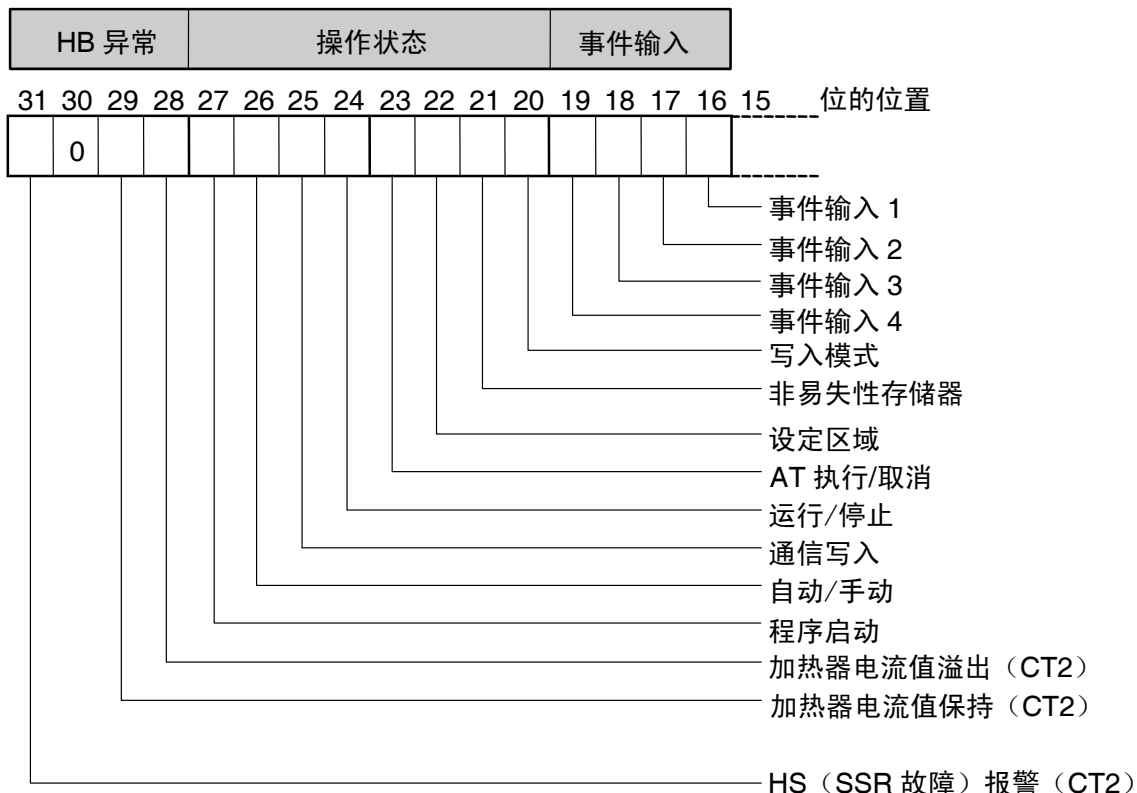 HB 异常 操作状态 事件输入
31 30 29 28 27 26 25 24 23 22 21 20 19 18 17 16 15 位的位置
0
事件输入 1
事件输入 2
事件输入 3
事件输入 4
写入模式
非易失性存储器
设定区域
AT 执行/取消
运行/停止
通信写入
自动/手动
程序启动
加热器电流值溢出（CT2）
加热器电流值保持（CT2）
HS（SSR 故障）报警（CT2）